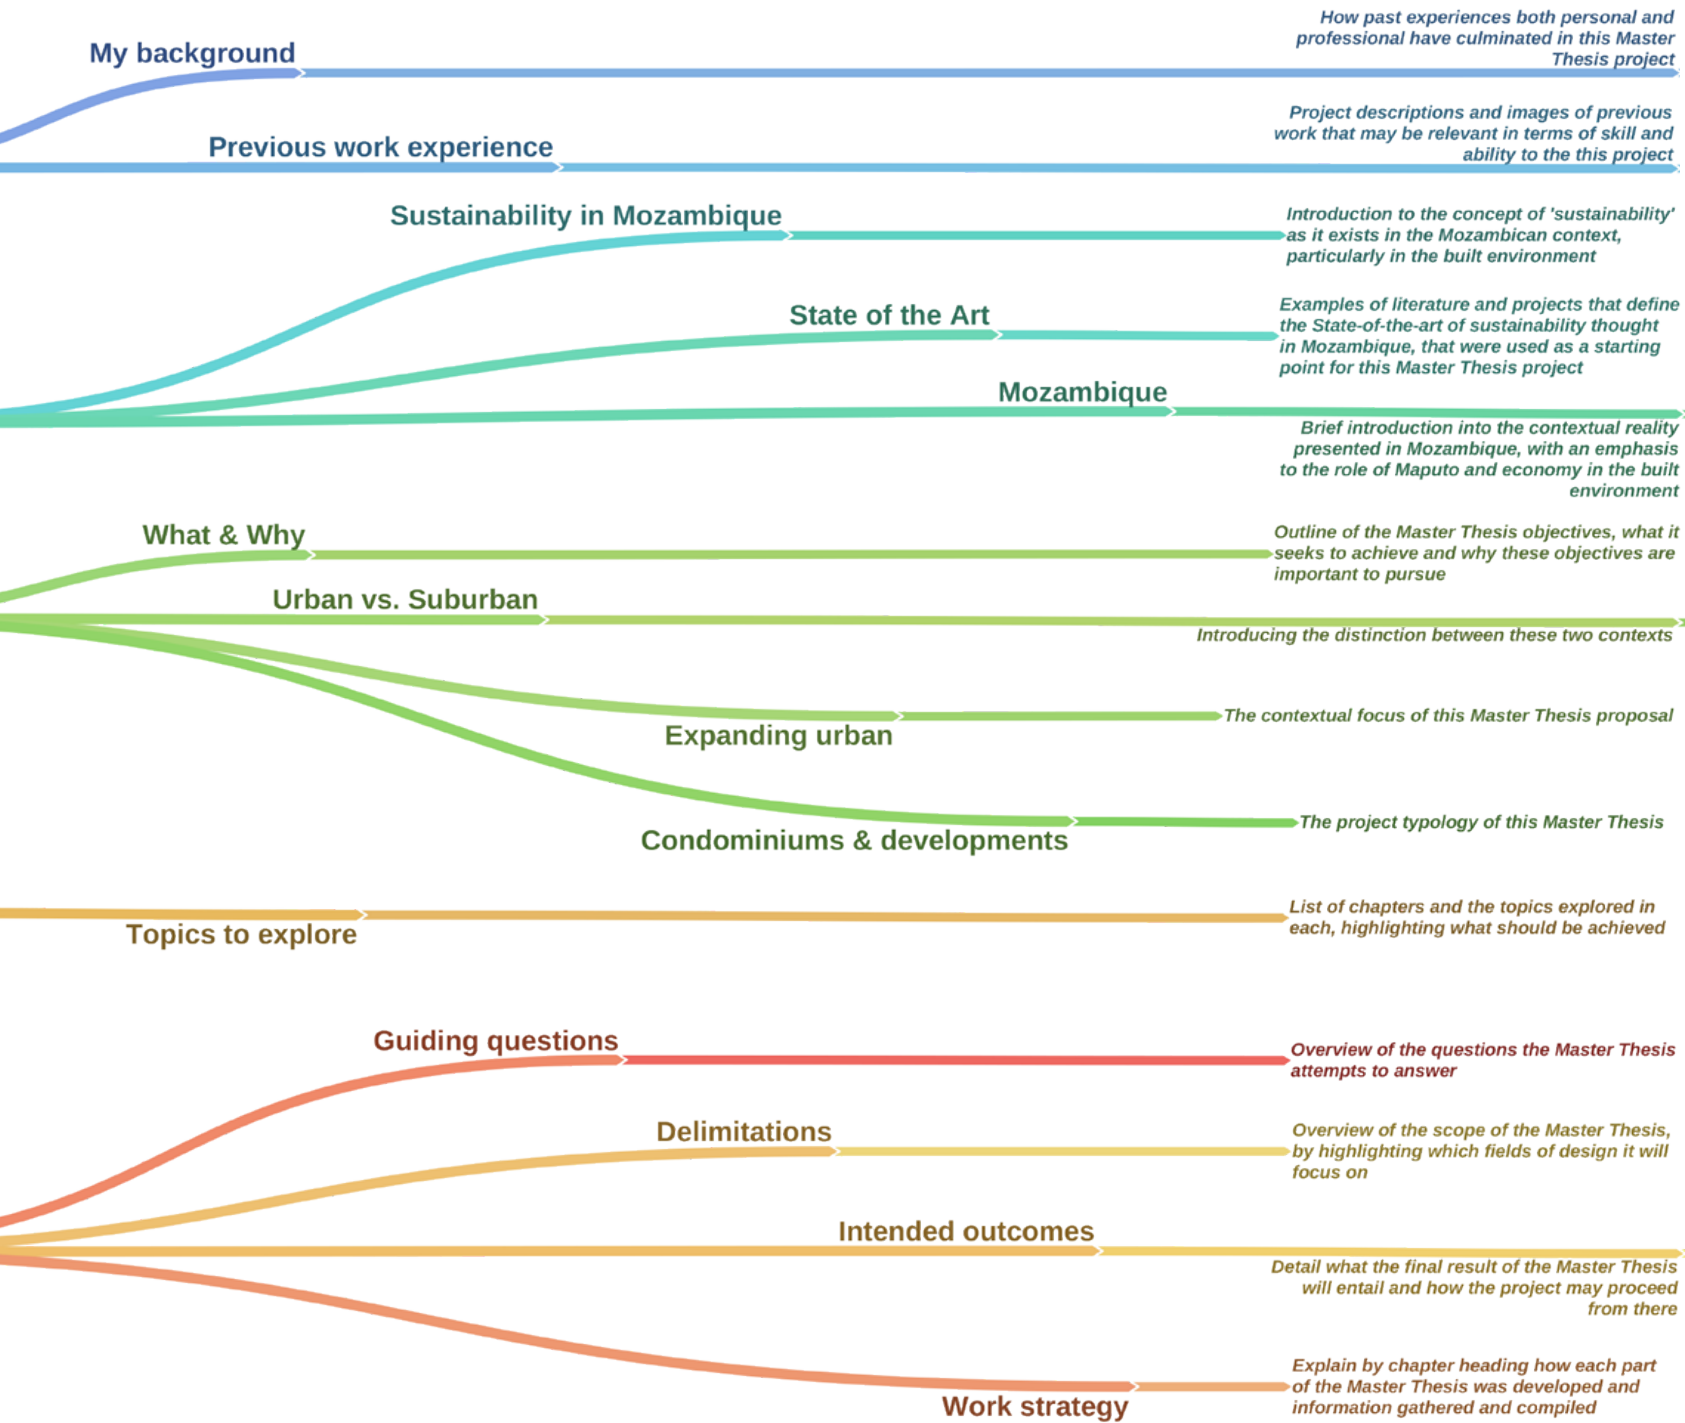 My background
How past experiences both personal and
professional have culminated in this Master
Thesis project
Previous work experience
Project descriptions and images of previous
work that may be relevant in terms of skill and
ability to the this project
Sustainability in Mozambique
Introduction to the concept of 'sustainability'
as it exists in the Mozambican context,
particularly in the built environment
State of the Art
Examples of literature and projects that define
the State-of-the-art of sustainability thought
in Mozambique, that were used as a starting
point for this Master Thesis project
Mozambique
Brief introduction into the contextual reality
presented in Mozambique, with an emphasis
to the role of Maputo and economy in the built
environment
What & Why
Outline of the Master Thesis objectives, what it
seeks to achieve and why these objectives are
important to pursue
Urban vs. Suburban
Introducing the distinction between these two contexts
Expanding urban
The contextual focus of this Master Thesis proposal
Condominiums & developments
The project typology of this Master Thesis
Topics to explore
List of chapters and the topics explored in
each, highlighting what should be achieved
Guiding questions
Overview of the questions the Master Thesis
attempts to answer
Delimitations
Overview of the scope of the Master Thesis,
by highlighting which fields of design it will
focus on
Intended outcomes
Detail what the final result of the Master Thesis
will entail and how the project may proceed
from there
Work strategy
Explain by chapter heading how each part
of the Master Thesis was developed and
information gathered and compiled